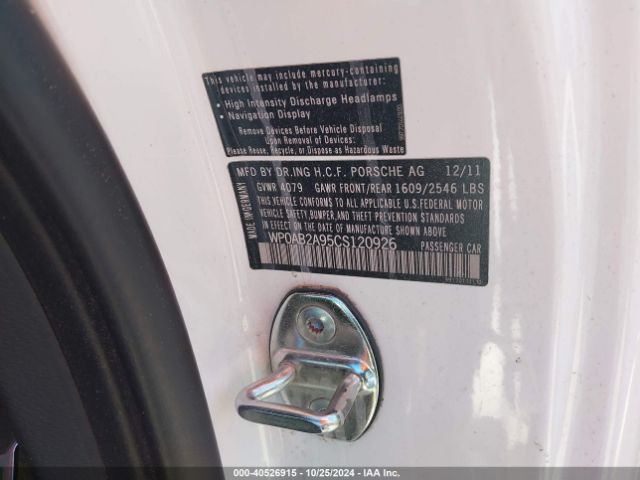 This vehicle may include mercury-containing
devices installed by the manufacturer:
• High Intensity Discharge Headlamps
• Navigation Display
Remove Devices Before Vehicle Disposal
Upon Removal of Devices:
Please Reuse, Recycle, or Dispose as Hazardous Waste
MADE IN GERMANY
MFD BY DR.ING H.C.F. PORSCHE AG 12/11
GVWR 4079 GAWR FRONT/REAR 1609/2546 LBS
THIS VEHICLE CONFORMS TO ALL APPLICABLE U.S.FEDERAL MOTOR
VEHICLE SAFETY,BUMPER,AND THEFT PREVENTION STANDARDS IN
EFFECT ON THE DATE OF MANUFACTURE SHOWN ABOVE
WP0AB2A95CS120926 PASSENGER CAR
000-40526915 - 10/25/2024 - IAA Inc.